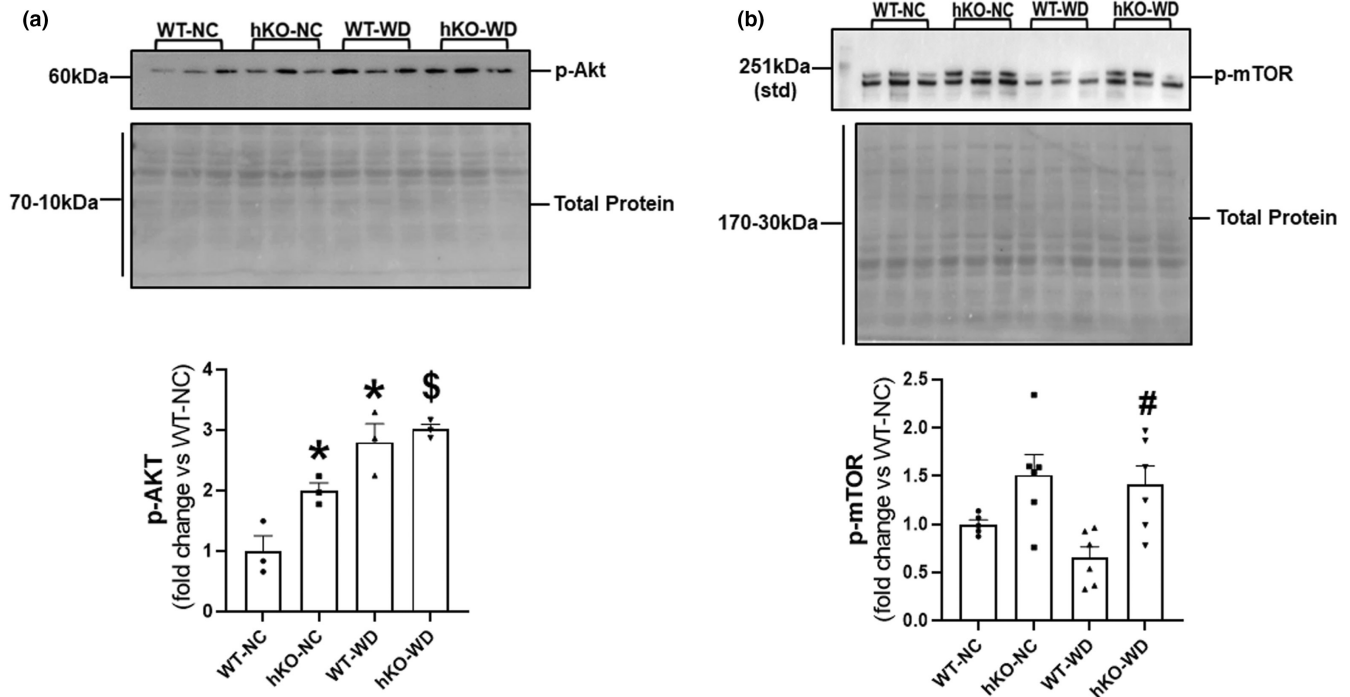 (a)
WT-NC hKO-NC WT-WD hKO-WD
60kDa
p-Akt
70-10kDa
Total Protein
p-AKT
(fold change vs WT-NC)
4
3
2
1
0
*
*
$
WT-NC
hKO-NC
WT-WD
hKO-WD
(b)
WT-NC hKO-NC WT-WD hKO-WD
251kDa
(std)
p-mTOR
170-30kDa
Total Protein
p-mTOR
(fold change vs WT-NC)
2.5
2.0
1.5
1.0
0.5
0.0
#
WT-NC
hKO-NC
WT-WD
hKO-WD